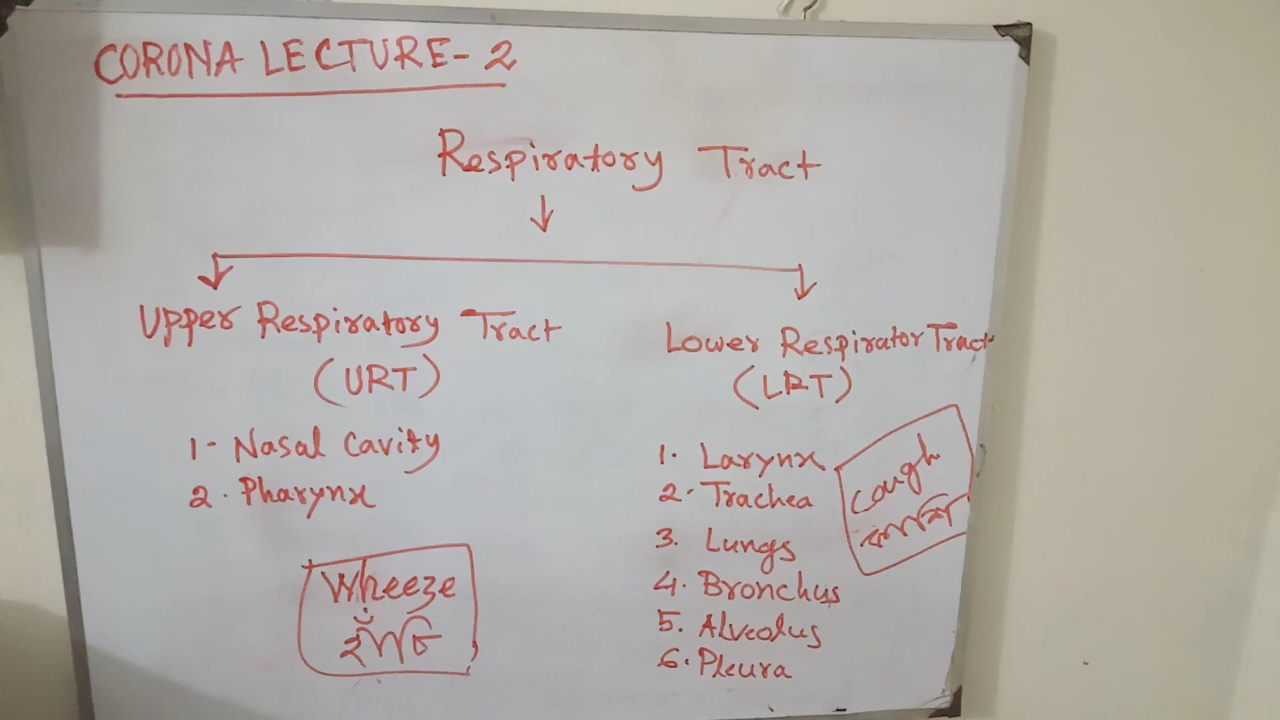 CORONA LECTURE-2
Respiratory Tract
Upper Respiratory Tract
(URT)
1- Nasal Cavity
2. Pharynx
Wheeze
হাঁচি
Lower Respirator Tract
(LRT)
1. Larynx
2. Trachea
3. Lungs
4. Bronchus
5. Alveolus
6. Pleura
Cough
কাশি